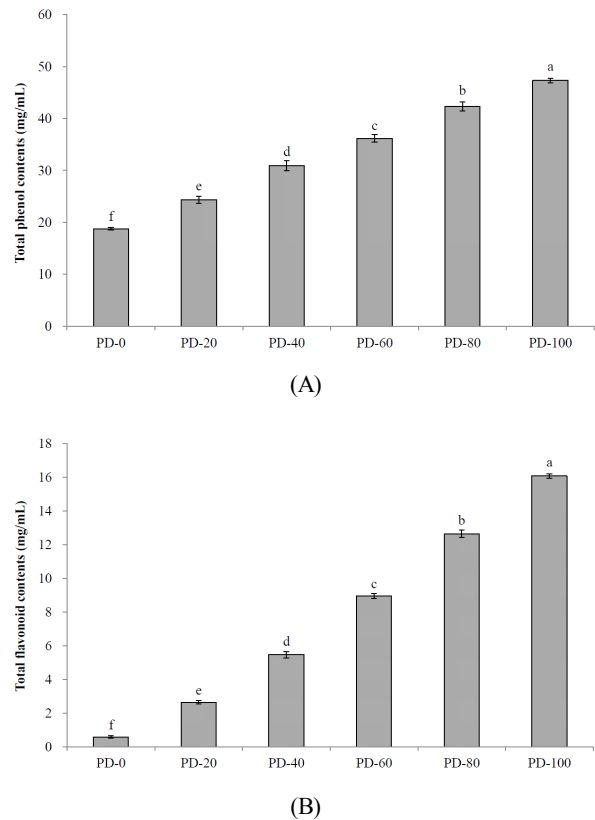 Total phenol contents (mg/mL)
60
50
40
30
20
10
0
f
e
d
c
b
a
PD-0 PD-20 PD-40 PD-60 PD-80 PD-100
(A)
Total flavonoid contents (mg/mL)
18
16
14
12
10
8
6
4
2
0
f
e
d
c
b
a
PD-0 PD-20 PD-40 PD-60 PD-80 PD-100
(B)